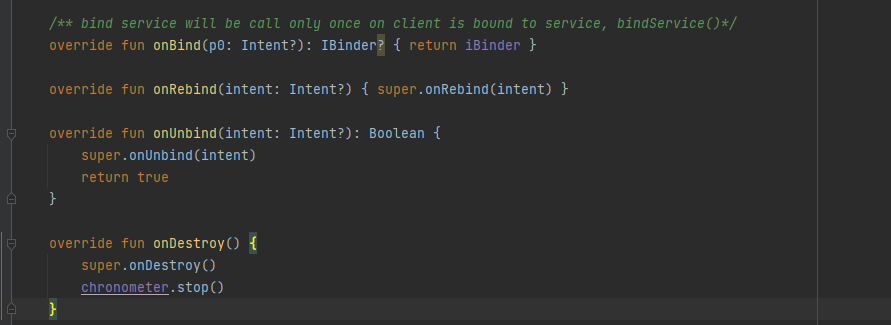 /** bind service will be call only once on client is bound to service, bindService()*/
override fun onBind(p0: Intent?): IBinder? { return iBinder }
override fun onRebind(intent: Intent?) { super.onRebind(intent) }
override fun onUnbind(intent: Intent?): Boolean {
super.onUnbind(intent)
return true
}
override fun onDestroy() {
super.onDestroy()
chronometer.stop()
}